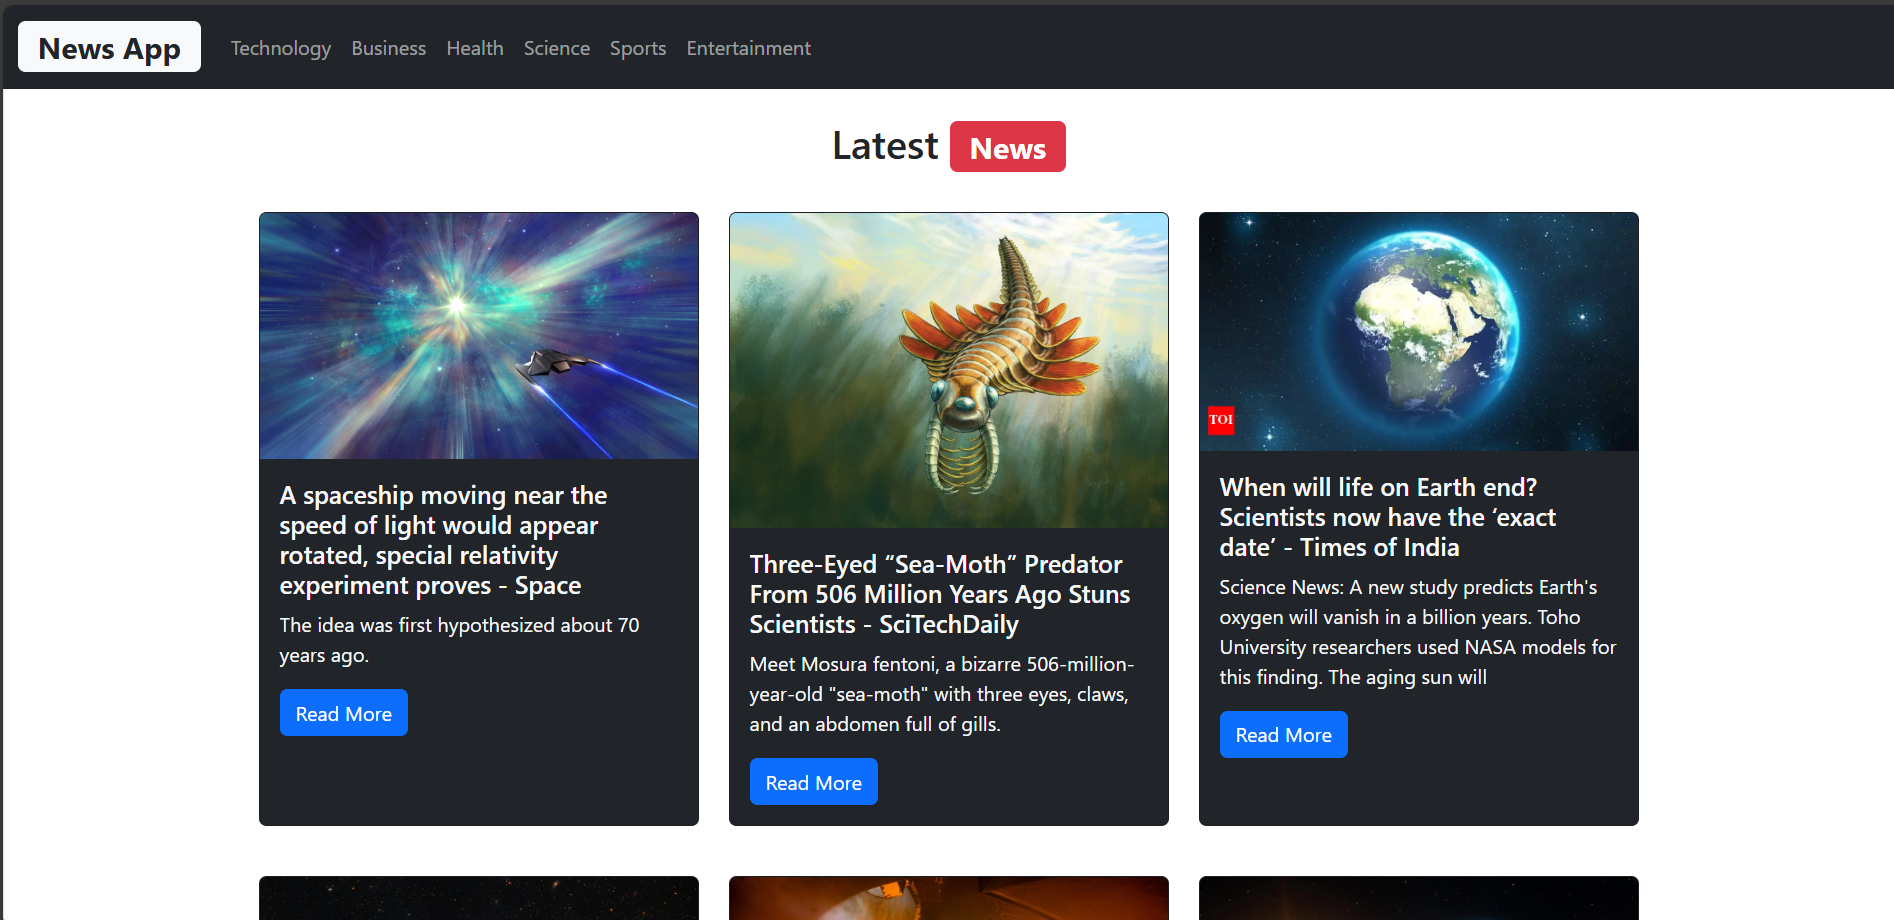 News App
Technology Business Health Science Sports Entertainment
Latest News
A spaceship moving near the
speed of light would appear
rotated, special relativity
experiment proves - Space
The idea was first hypothesized about 70
years ago.
Read More
Three-Eyed “Sea-Moth” Predator
From 506 Million Years Ago Stuns
Scientists - SciTechDaily
Meet Mosura fentoni, a bizarre 506-million-
year-old "sea-moth" with three eyes, claws,
and an abdomen full of gills.
Read More
TOI
When will life on Earth end?
Scientists now have the ‘exact
date’ - Times of India
Science News: A new study predicts Earth's
oxygen will vanish in a billion years. Toho
University researchers used NASA models for
this finding. The aging sun will
Read More